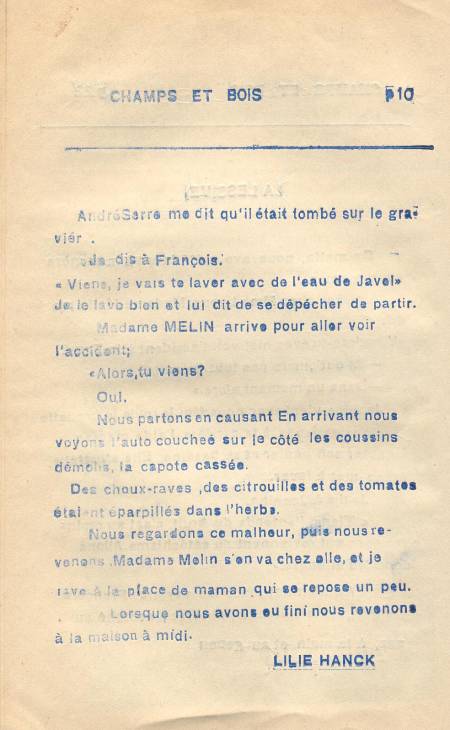 CHAMPS ET BOIS p10
AndréSerre me dit qu'il était tombé sur le gra-
viér .
Je dis à François.
« Viens, je vais te laver avec de l'eau de Javel»
Je le lave bien et lui dit de se dépécher de partir.
Madame MELIN arrive pour aller voir
l'accident;
«Alors,tu viens?
Oui.
Nous partons en causant En arrivant nous
voyons l'auto coucheé sur le côté les coussins
démolis, la capote cassée.
Des choux-raves ,des citrouilles et des tomates
étaient éparpillés dans l'herbe.
Nous regardons ce malheur, puis nous re-
venons .Madame Melin s'en va chez elle, et je
lave à la place de maman qui se repose un peu.
Lorsque nous avons eu fini nous revenons
à la maison à midi.
LILIE HANCK